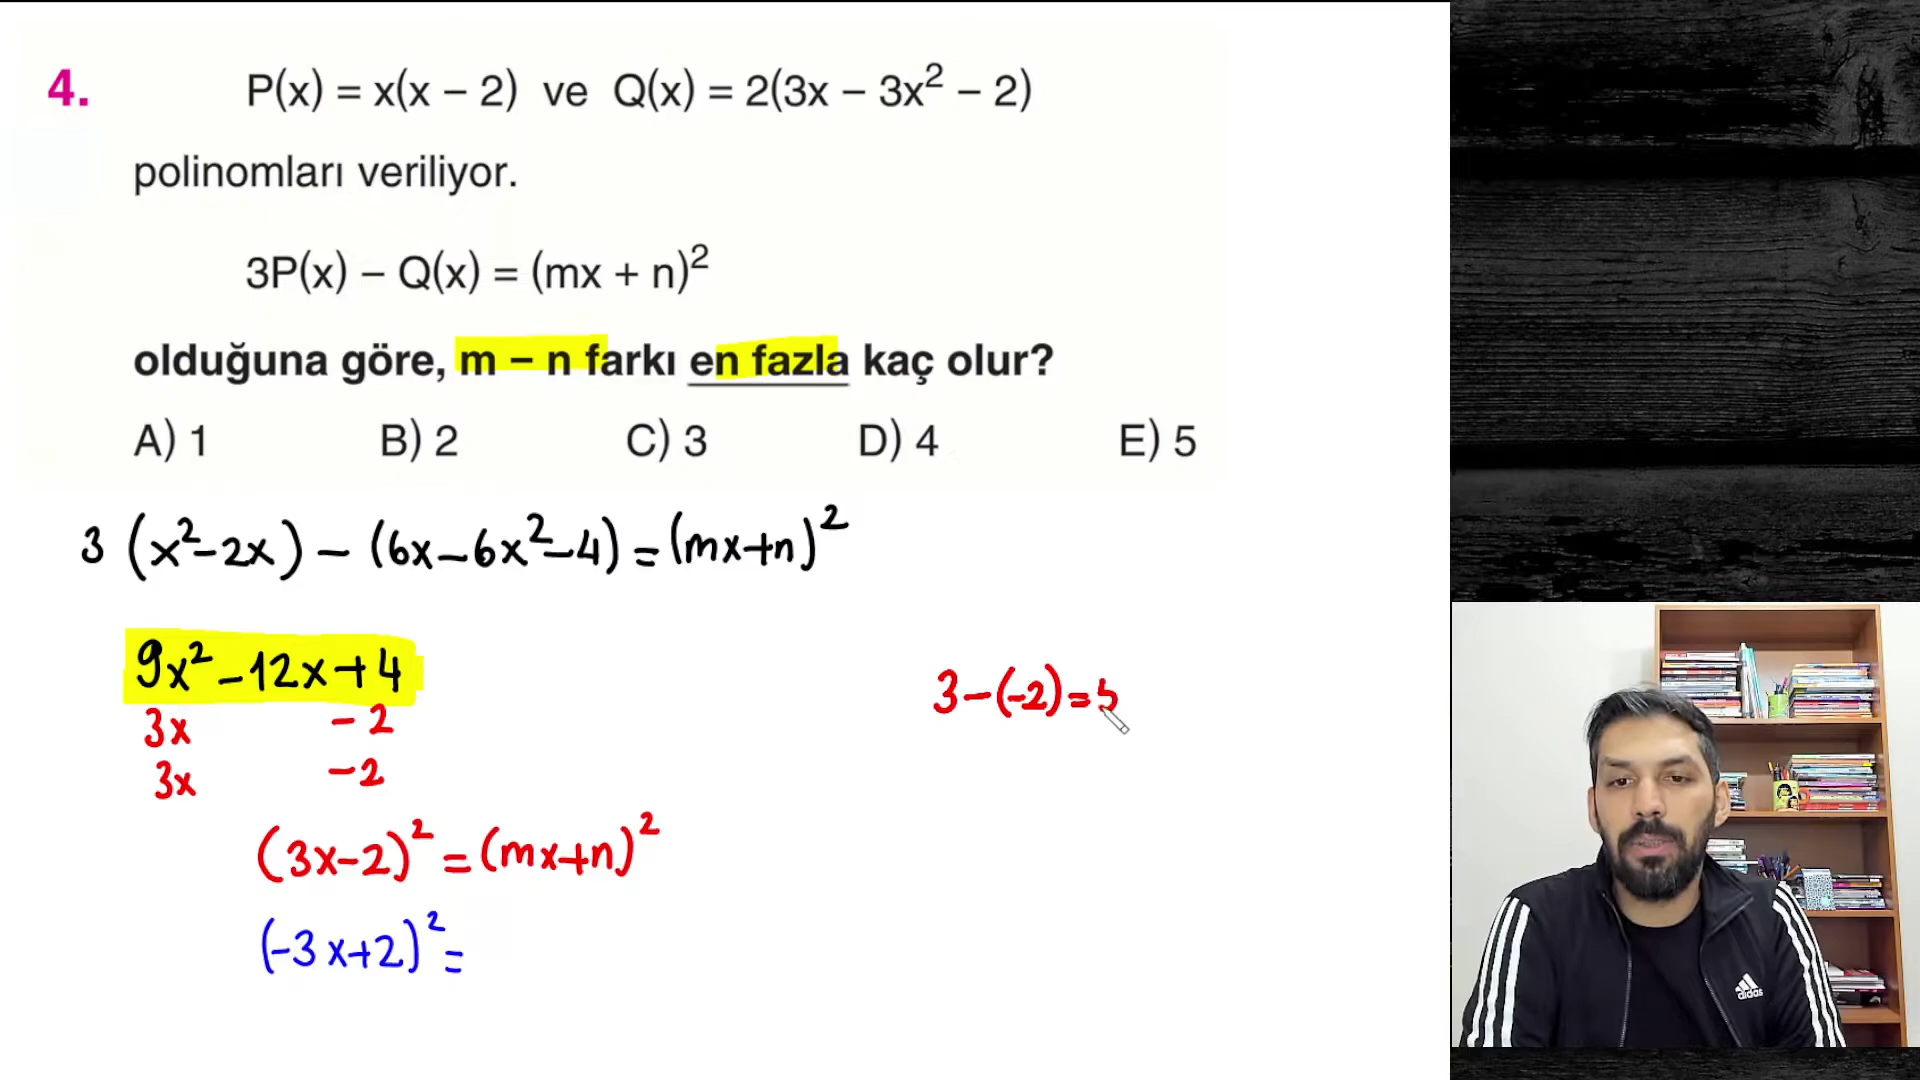 4. P(x) = x(x – 2) ve Q(x) = 2(3x – 3x² – 2)
polinomları veriliyor.
3P(x) – Q(x) = (mx + n)²
olduğuna göre, m – n farkı en fazla kaç olur?
A) 1 B) 2 C) 3 D) 4 E) 5
3 (x²-2x) - (6x-6x²-4) = (mx+n)²
9x²-12x+4
3x -2
3x -2
3-(-2)=5
(3x-2)² = (mx+n)²
(-3x+2)² =
adidas